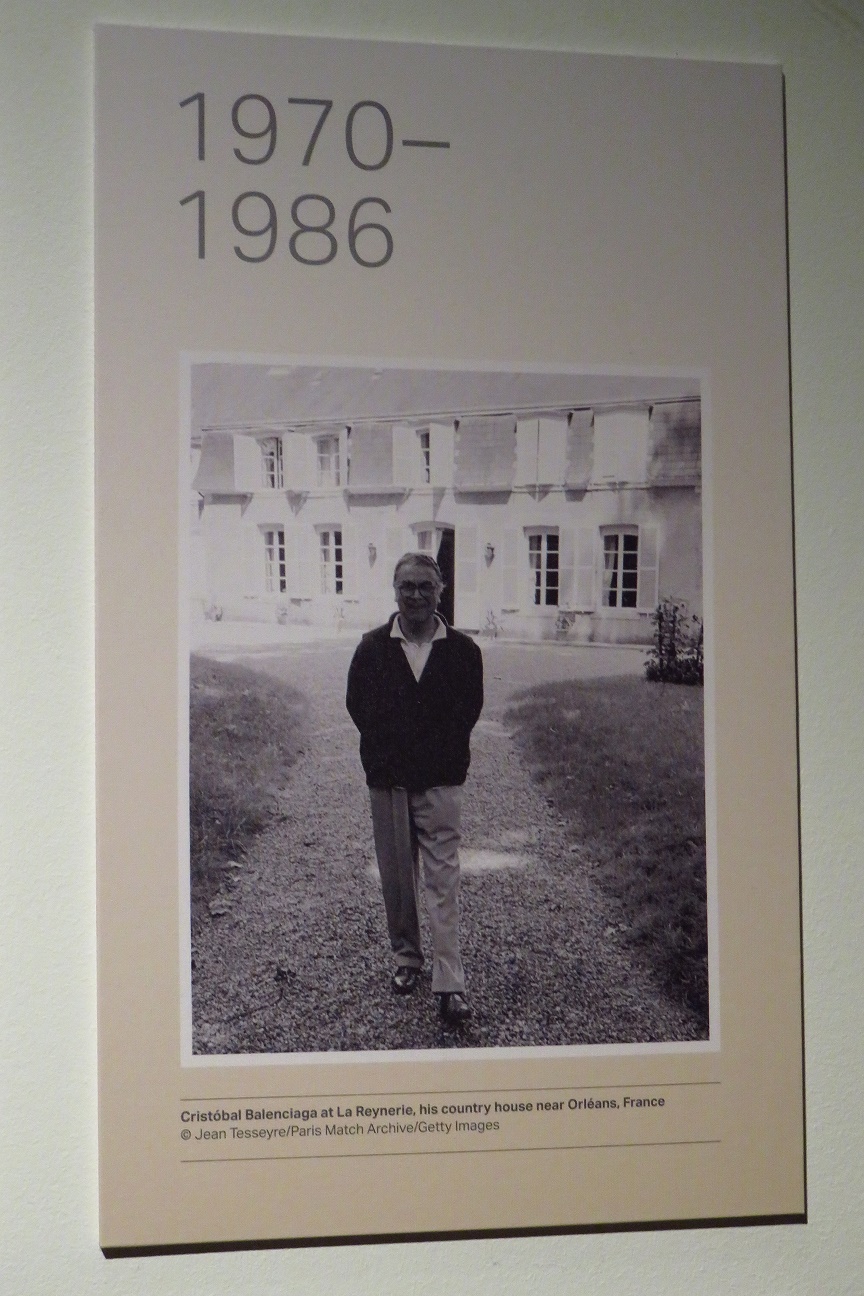 1970–
1986
Cristóbal Balenciaga at La Reynerie, his country house near Orléans, France
© Jean Tesseyre/Paris Match Archive/Getty Images